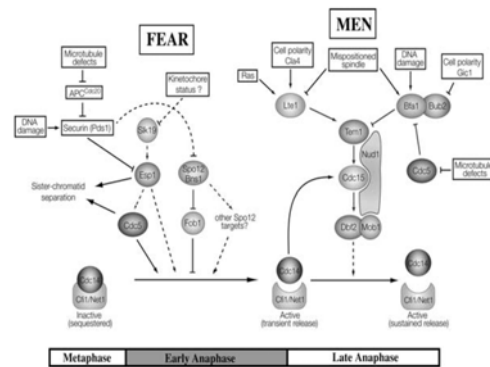 FEAR
MEN
Microtubule
defects
APC^Cdc20
DNA
damage
Securin (Pds1)
Kinetochore
status ?
Slk19
Esp1
Spo12
Bns1
Sister-chromatid
separation
Cdc5
Fob1
other Spo12
targets?
Ras
Cell polarity
Cla4
Mispositioned
spindle
DNA
damage
Cell polarity
Gic1
Lte1
Bfa1
Bub2
Tem1
Nud1
Cdc15
Cdc5
Microtubule
defects
Dbf2
Mob1
Cdc14
Cfi1/Net1
Inactive
(sequestered)
Cdc14
Cfi1/Net1
Active
(transient release)
Cdc14
Cfi1/Net1
Active
(sustained release)
Metaphase
Early Anaphase
Late Anaphase